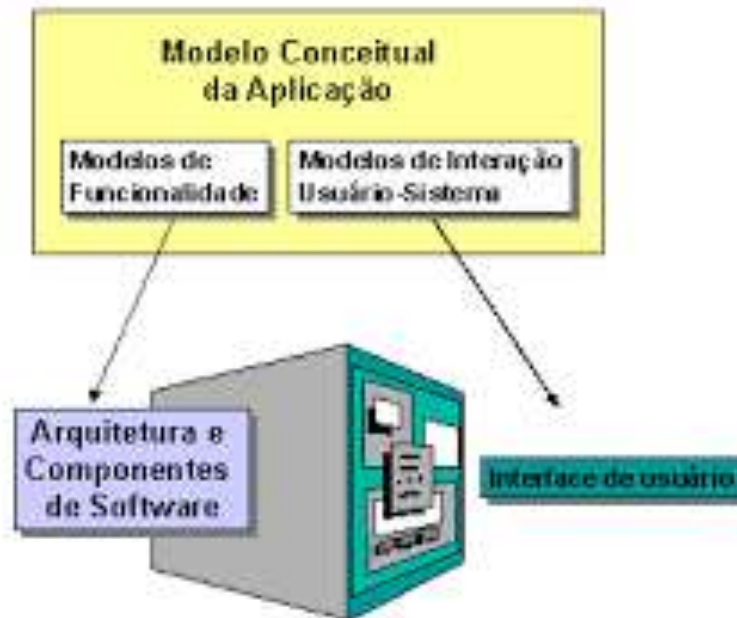 Modelo Conceitual
da Aplicação
Modelos de
Funcionalidade
Modelos de Interação
Usuário-Sistema
Arquitetura e
Componentes
de Software
Interface de usuário